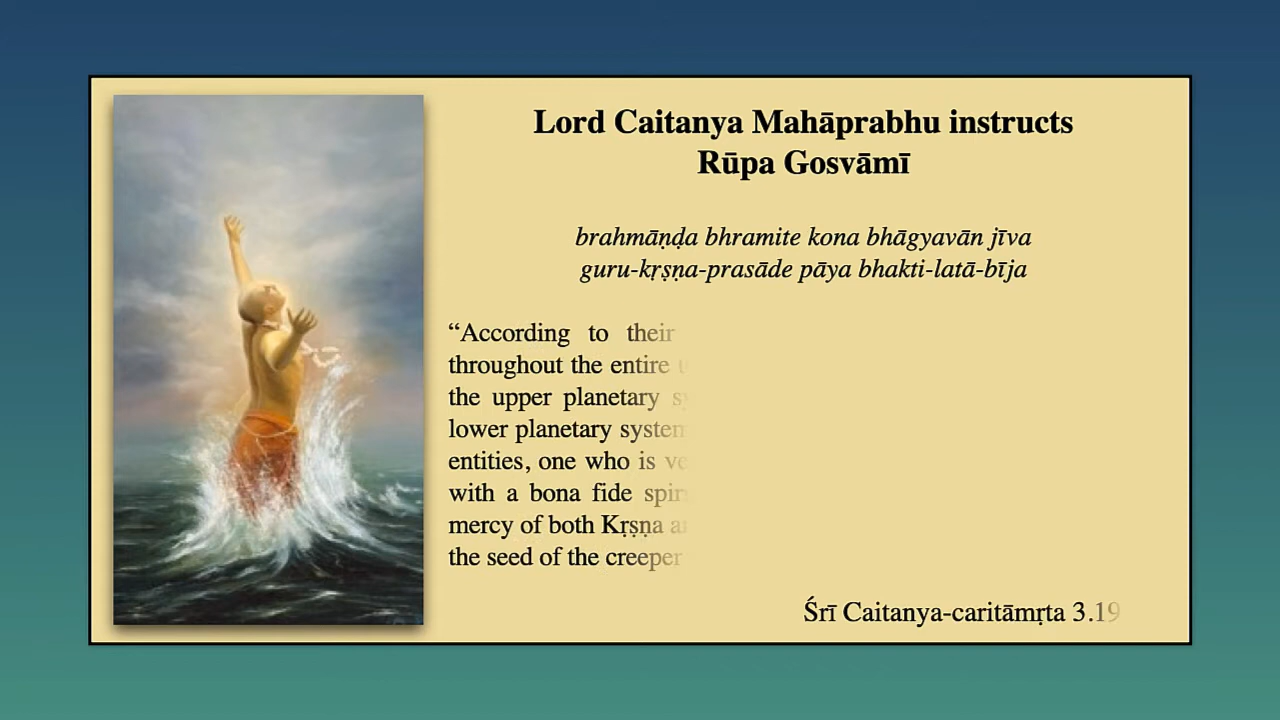 Lord Caitanya Mahāprabhu instructs
Rūpa Gosvāmī
brahmāṇḍa bhramite kona bhāgyavān jīva
guru-kṛṣṇa-prasāde pāya bhakti-latā-bīja
“According to their
throughout the entire
the upper planetary
lower planetary system
entities, one who is
with a bona fide
mercy of both Kṛṣṇa
the seed of the creeper
Śrī Caitanya-caritāmṛta 3.19